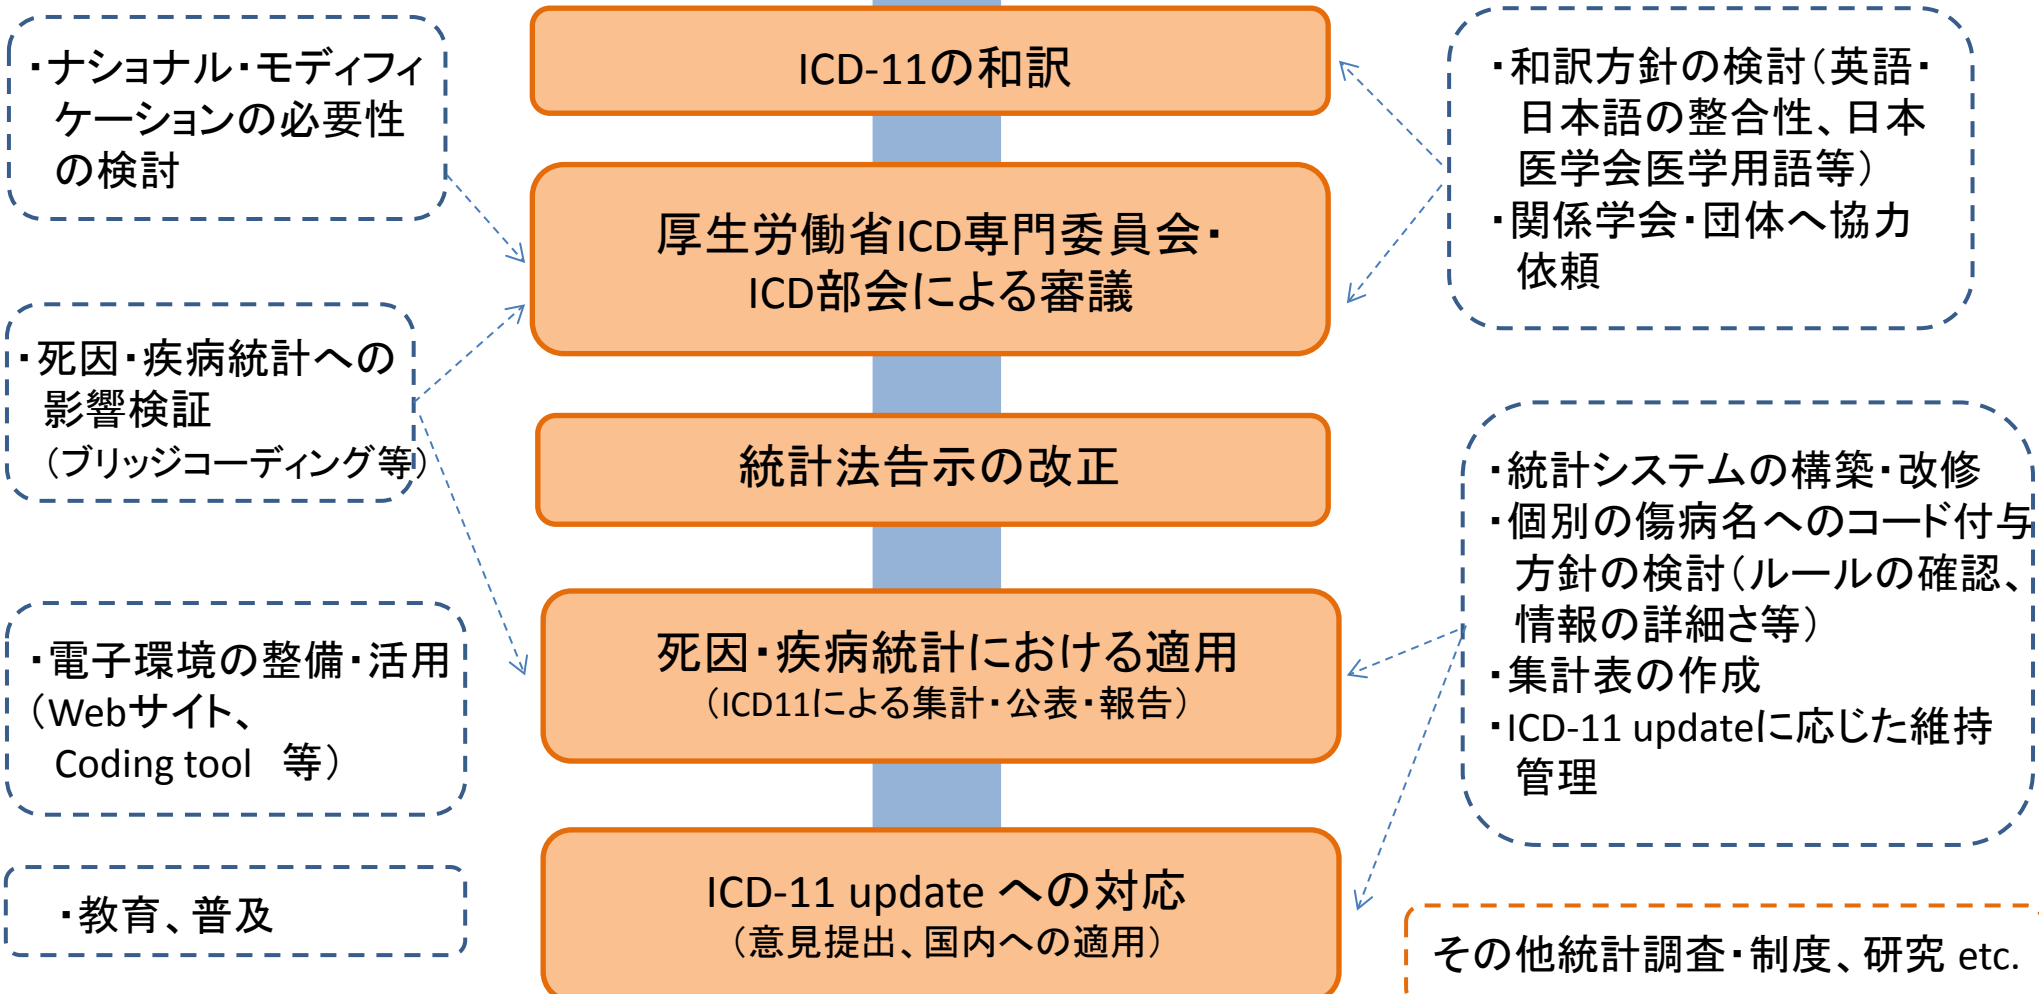 ・ナショナル・モディフィ
ケーションの必要性
の検討
・死因・疾病統計への
影響検証
（ブリッジコーディング等）
・電子環境の整備・活用
（Webサイト、
Coding tool 等）
・教育、普及
ICD-11の和訳
厚生労働省ICD専門委員会・
ICD部会による審議
統計法告示の改正
死因・疾病統計における適用
（ICD11による集計・公表・報告）
ICD-11 update への対応
（意見提出、国内への適用）
・和訳方針の検討（英語・
日本語の整合性、日本
医学会医学用語等）
・関係学会・団体へ協力
依頼
・統計システムの構築・改修
・個別の傷病名へのコード付与
方針の検討（ルールの確認、
情報の詳細さ等）
・集計表の作成
・ICD-11 updateに応じた維持
管理
その他統計調査・制度、研究 etc.